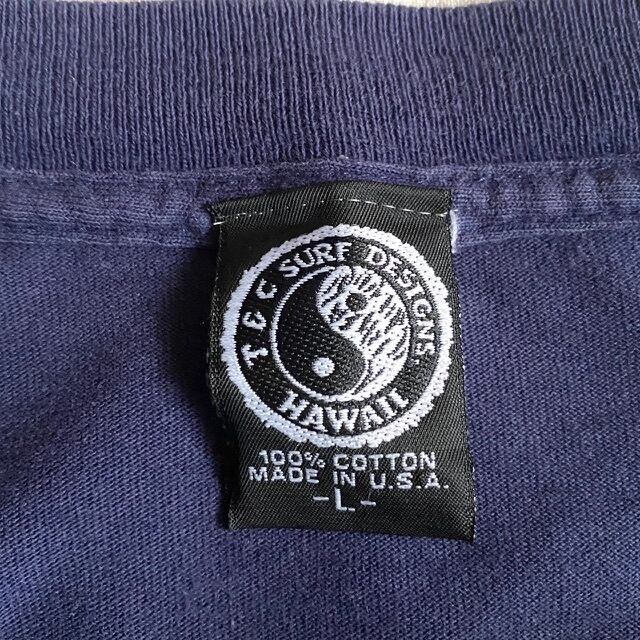 T&C SURF DESIGNS
HAWAII
100% COTTON
MADE IN U.S.A.
-L-